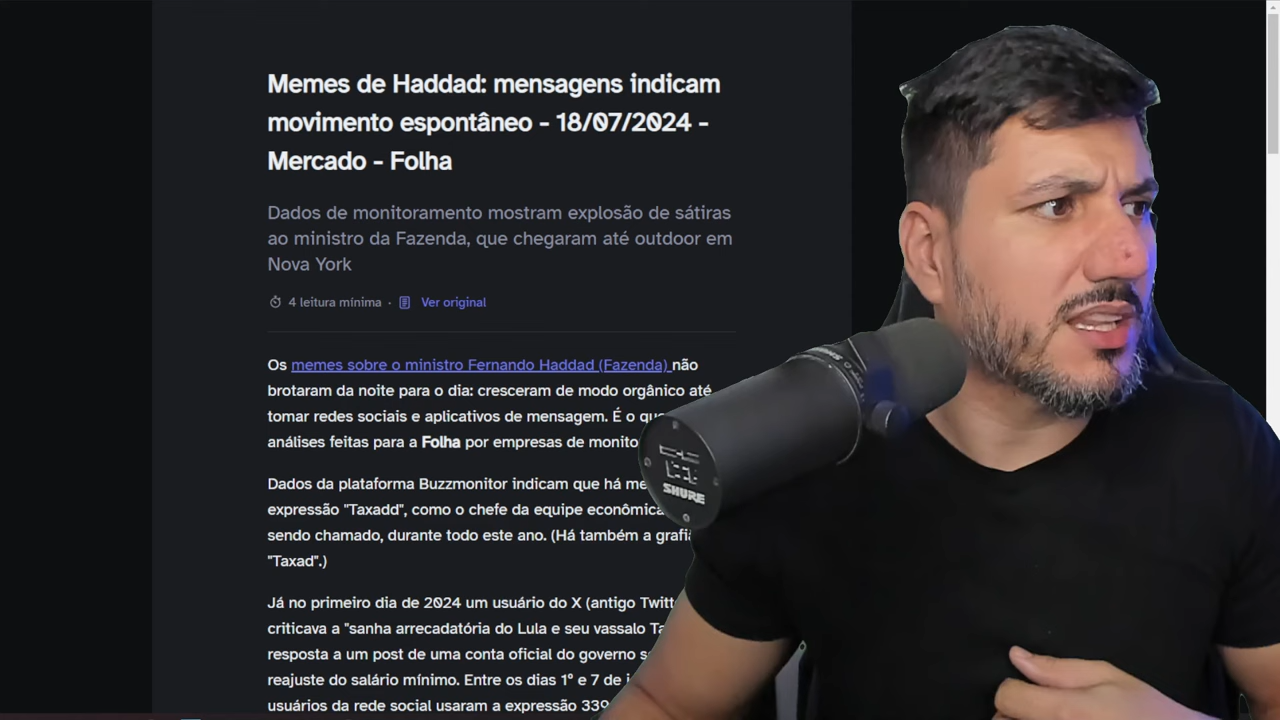 Memes de Haddad: mensagens indicam
movimento espontâneo - 18/07/2024 -
Mercado - Folha
Dados de monitoramento mostram explosão de sátiras
ao ministro da Fazenda, que chegaram até outdoor em
Nova York
4 leitura mínima · Ver original
Os memes sobre o ministro Fernando Haddad (Fazenda) não
brotaram da noite para o dia: cresceram de modo orgânico até
tomar redes sociais e aplicativos de mensagem. É o que
análises feitas para a Folha por empresas de
Dados da plataforma Buzzmonitor indicam que há
expressão "Taxadd", como o chefe da equipe econômica
sendo chamado, durante todo este ano. (Há também a grafia
"Taxad".)
Já no primeiro dia de 2024 um usuário do X (antigo
criticava a "sanha arrecadatória do Lula e seu vassalo
resposta a um post de uma conta oficial do governo
reajuste do salário mínimo. Entre os dias 1º e 7 de
usuários da rede social usaram a expressão 339
SHURE